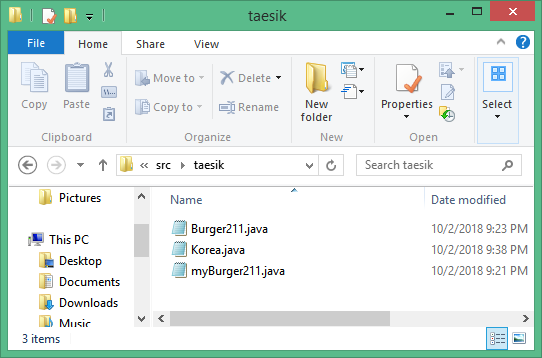 taesik
File Home Share View
Copy Paste Move to Copy to Delete Rename New folder Properties Select
Clipboard Organize New Open
« src taesik Search taesik
Name Date modified
Pictures
This PC
Desktop
Documents
Downloads
Music
Burger211.java 10/2/2018 9:23 PM
Korea.java 10/2/2018 9:38 PM
myBurger211.java 10/2/2018 9:21 PM
3 items